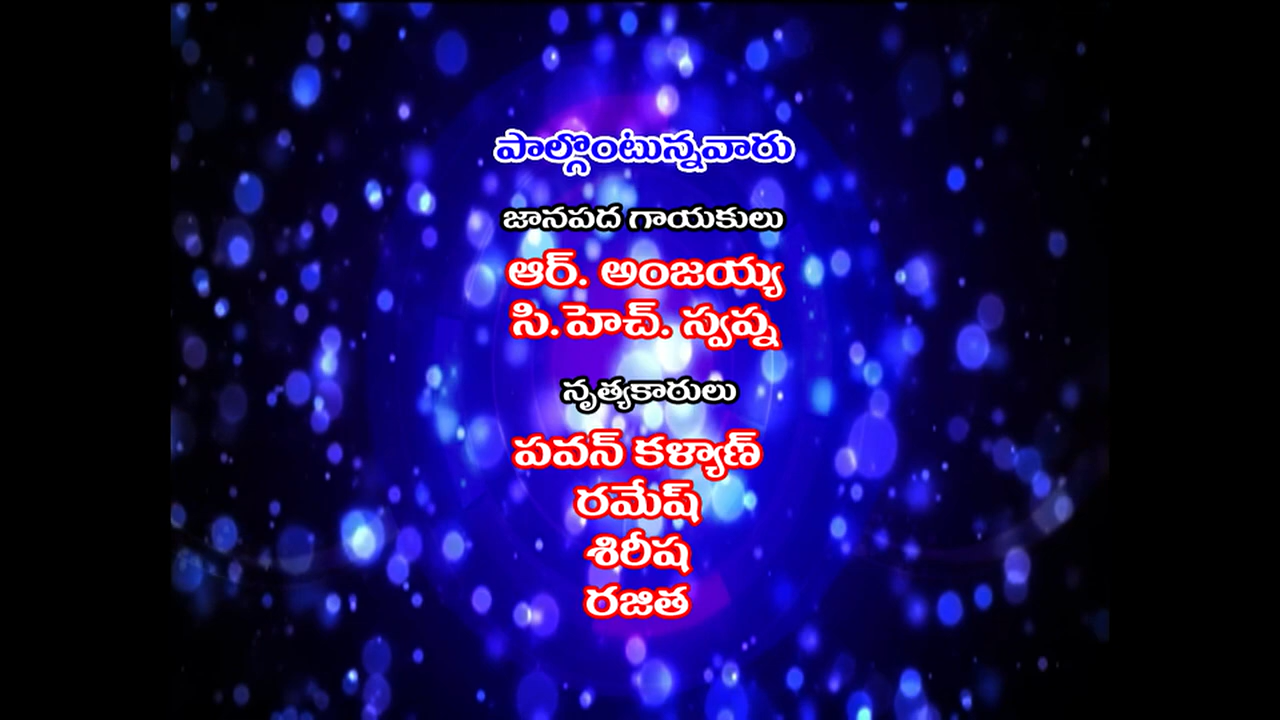 పాల్గొంటున్నవారు
జానపద గాయకులు
ఆర్. అంజయ్య
సి.హెచ్. స్వప్న
నృత్యకారులు
పవన్ కళ్యాణ్
రమేష్
శిరీష
రజిత